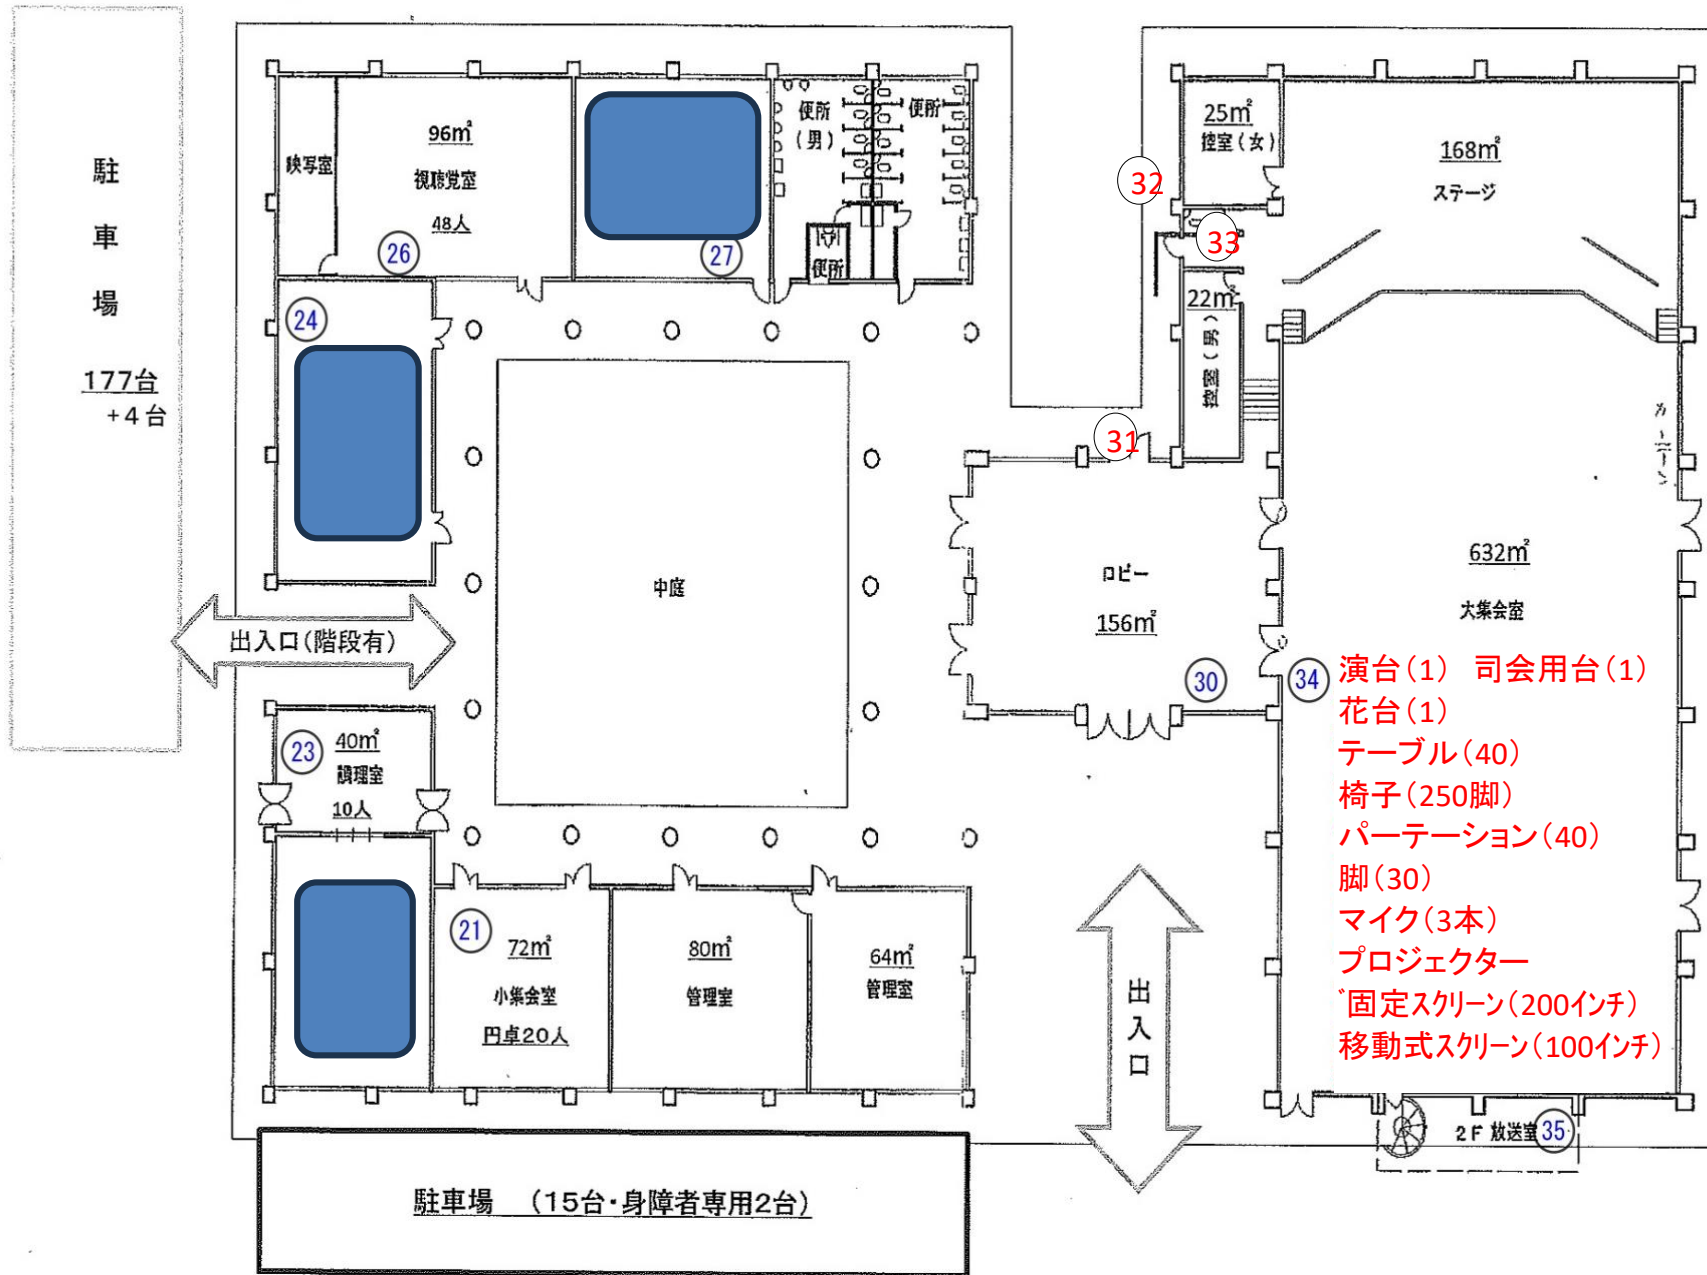 駐車場
177台
+4台
映写室
96㎡
視聴覚室
48人
26
27
便所
(男)
便所
便所
24
出入口(階段有)
23
40㎡
調理室
10人
21
72㎡
小集会室
円卓20人
80㎡
管理室
64㎡
管理室
中庭
駐車場 (15台・身障者専用2台)
32
25㎡
控室(女)
33
22㎡
控室(男)
31
168㎡
ステージ
ロビー
156㎡
30
出入口
632㎡
大集会室
34
演台(1) 司会用台(1)
花台(1)
テーブル(40)
椅子(250脚)
パーテーション(40)
脚(30)
マイク(3本)
プロジェクター
゛固定スクリーン(200インチ)
移動式スクリーン(100インチ)
2F 放送室
35